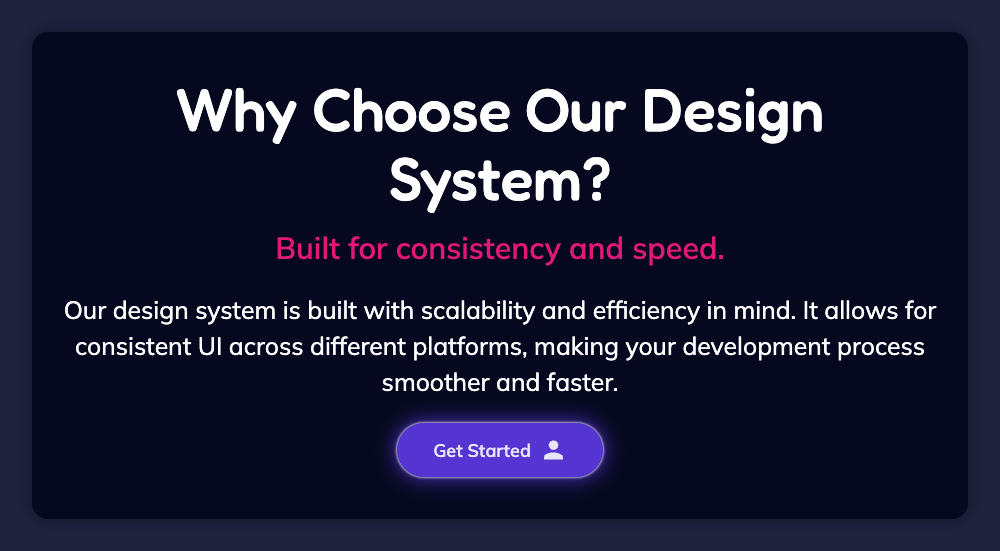 Why Choose Our Design
System?
Built for consistency and speed.
Our design system is built with scalability and efficiency in mind. It allows for
consistent UI across different platforms, making your development process
smoother and faster.
Get Started